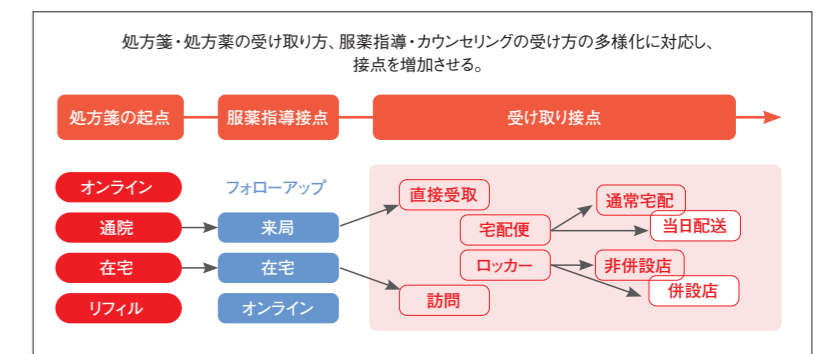 処方箋・処方薬の受け取り方、服薬指導・カウンセリングの受け方の多様化に対応し、
接点を増加させる。
処方箋の起点
服薬指導接点
受け取り接点
オンライン
フォローアップ
直接受取
通常宅配
通院
来局
宅配便
当日配送
在宅
在宅
ロッカー
非併設店
併設店
リフィル
オンライン
訪問